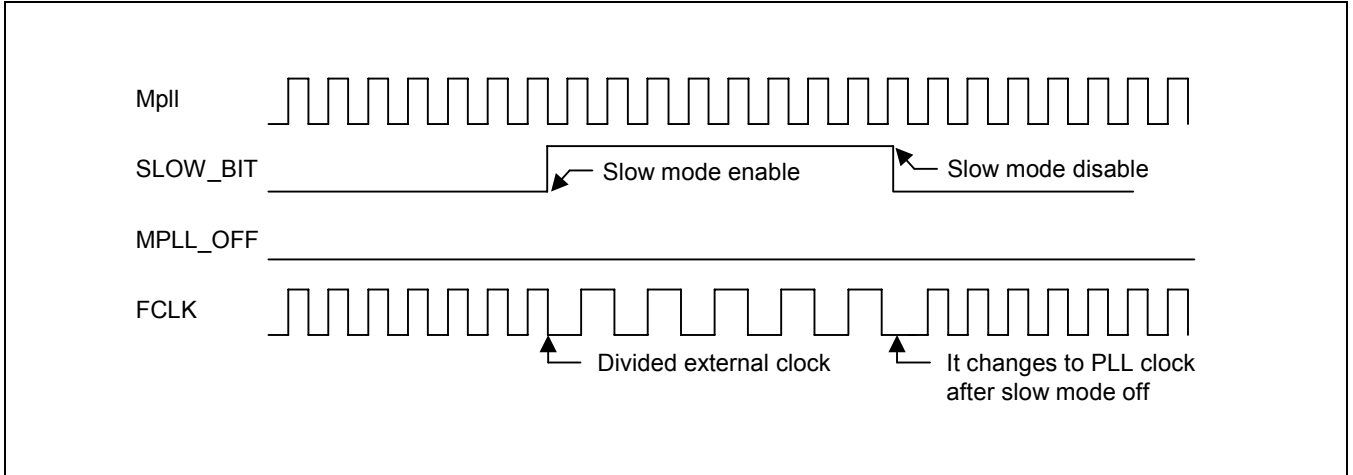 Mpll
SLOW_BIT
Slow mode enable
Slow mode disable
MPLL_OFF
FCLK
Divided external clock
It changes to PLL clock
after slow mode off